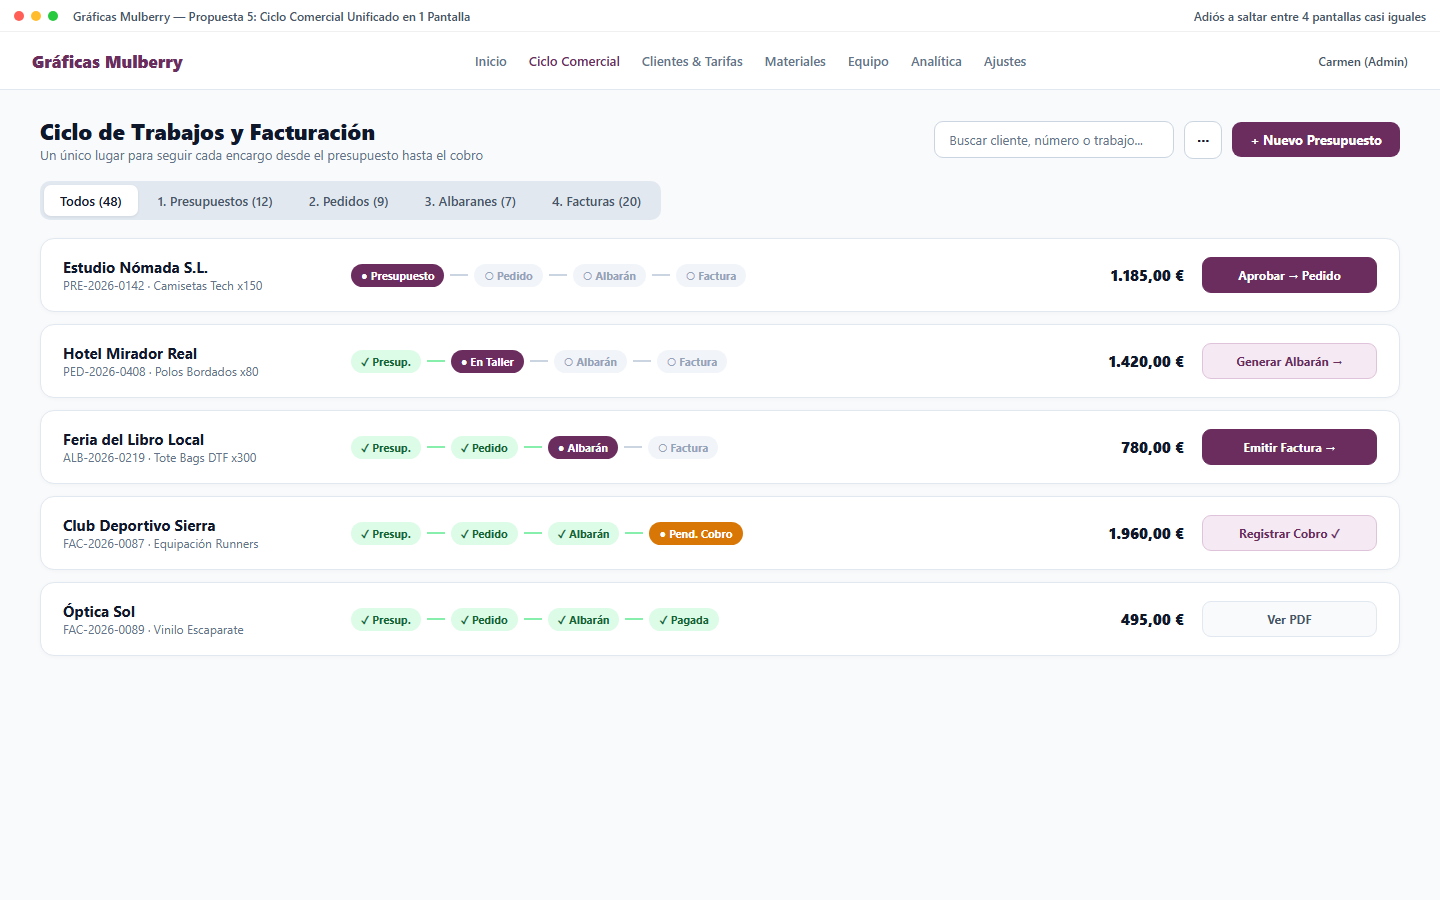 Gráficas Mulberry — Propuesta 5: Ciclo Comercial Unificado en 1 Pantalla
Adiós a saltar entre 4 pantallas casi iguales
Gráficas Mulberry
Inicio Ciclo Comercial Clientes & Tarifas Materiales Equipo Analítica Ajustes
Carmen (Admin)
Ciclo de Trabajos y Facturación
Un único lugar para seguir cada encargo desde el presupuesto hasta el cobro
Buscar cliente, número o trabajo...
...
+ Nuevo Presupuesto
Todos (48) 1. Presupuestos (12) 2. Pedidos (9) 3. Albaranes (7) 4. Facturas (20)
Estudio Nómada S.L.
PRE-2026-0142 · Camisetas Tech x150
● Presupuesto ○ Pedido ○ Albarán ○ Factura
1.185,00 €
Aprobar → Pedido
Hotel Mirador Real
PED-2026-0408 · Polos Bordados x80
✓ Presup. ● En Taller ○ Albarán ○ Factura
1.420,00 €
Generar Albarán →
Feria del Libro Local
ALB-2026-0219 · Tote Bags DTF x300
✓ Presup. ✓ Pedido ● Albarán ○ Factura
780,00 €
Emitir Factura →
Club Deportivo Sierra
FAC-2026-0087 · Equipación Runners
✓ Presup. ✓ Pedido ✓ Albarán ● Pend. Cobro
1.960,00 €
Registrar Cobro ✓
Óptica Sol
FAC-2026-0089 · Vinilo Escaparate
✓ Presup. ✓ Pedido ✓ Albarán ✓ Pagada
495,00 €
Ver PDF